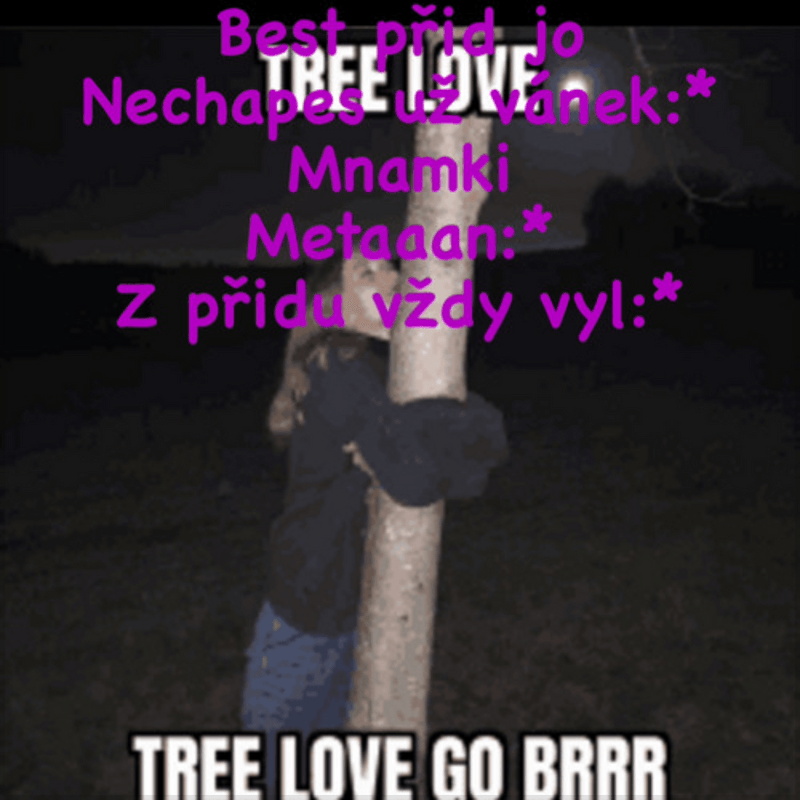 Best přid jo
TREE LOVE
Nechapes už vánek:*
Mnamki
Metaaan:*
Z přidu vždy vyl:*
TREE LOVE GO BRRR